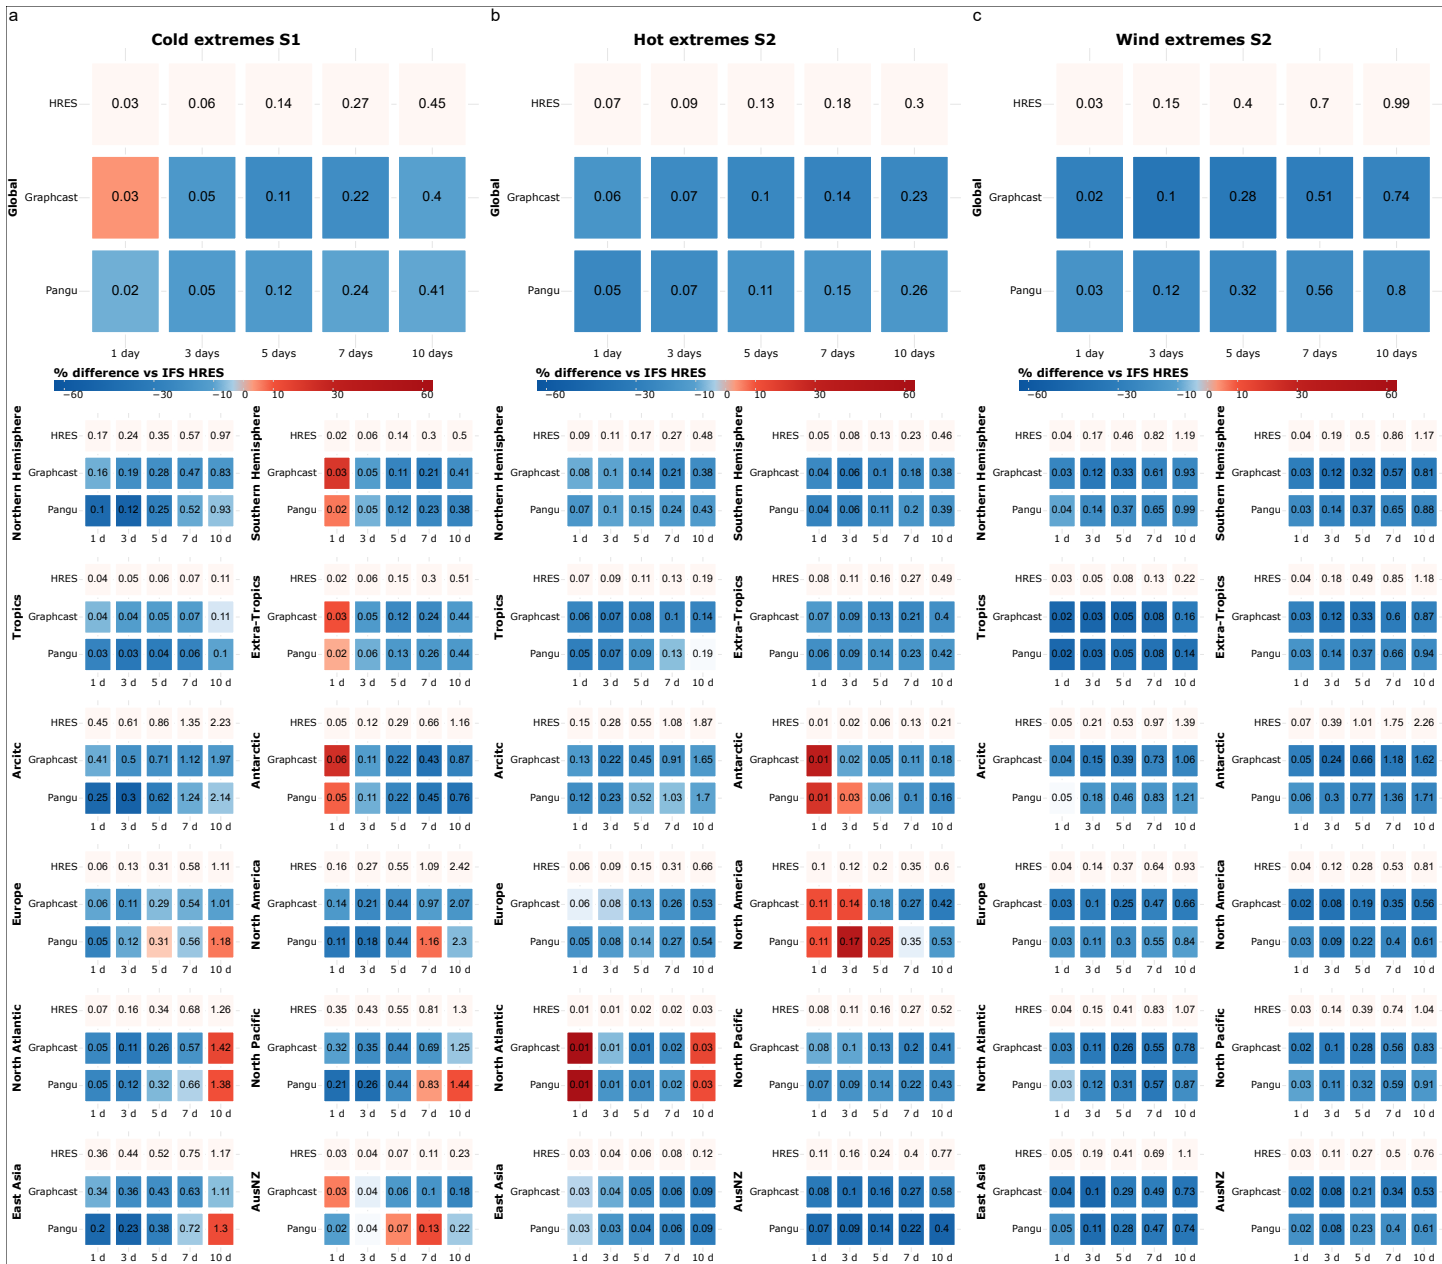 a
b
c
Cold extremes S1
Hot extremes S2
Wind extremes S2
Global
HRES 0.03 0.06 0.14 0.27 0.45
Graphcast 0.03 0.05 0.11 0.22 0.4
Pangu 0.02 0.05 0.12 0.24 0.41
1 day 3 days 5 days 7 days 10 days
Global
HRES 0.07 0.09 0.13 0.18 0.3
Graphcast 0.06 0.07 0.1 0.14 0.23
Pangu 0.05 0.07 0.11 0.15 0.26
1 day 3 days 5 days 7 days 10 days
Global
HRES 0.03 0.15 0.4 0.7 0.99
Graphcast 0.02 0.1 0.28 0.51 0.74
Pangu 0.03 0.12 0.32 0.56 0.8
1 day 3 days 5 days 7 days 10 days
% difference vs IFS HRES
−60 −30 −10 0 10 30 60
% difference vs IFS HRES
−60 −30 −10 0 10 30 60
% difference vs IFS HRES
−60 −30 −10 0 10 30 60
Northern Hemisphere
HRES 0.17 0.24 0.35 0.57 0.97
Graphcast 0.16 0.19 0.28 0.47 0.83
Pangu 0.1 0.12 0.25 0.52 0.93
1 d 3 d 5 d 7 d 10 d
Southern Hemisphere
HRES 0.02 0.06 0.14 0.3 0.5
Graphcast 0.03 0.05 0.11 0.21 0.41
Pangu 0.02 0.05 0.12 0.23 0.38
1 d 3 d 5 d 7 d 10 d
Northern Hemisphere
HRES 0.09 0.11 0.17 0.27 0.48
Graphcast 0.08 0.1 0.14 0.21 0.38
Pangu 0.07 0.1 0.15 0.24 0.43
1 d 3 d 5 d 7 d 10 d
Southern Hemisphere
HRES 0.05 0.08 0.13 0.23 0.46
Graphcast 0.04 0.06 0.1 0.18 0.38
Pangu 0.04 0.06 0.11 0.2 0.39
1 d 3 d 5 d 7 d 10 d
Northern Hemisphere
HRES 0.04 0.17 0.46 0.82 1.19
Graphcast 0.03 0.12 0.33 0.61 0.93
Pangu 0.04 0.14 0.37 0.65 0.99
1 d 3 d 5 d 7 d 10 d
Southern Hemisphere
HRES 0.04 0.19 0.5 0.86 1.17
Graphcast 0.03 0.12 0.32 0.57 0.81
Pangu 0.03 0.14 0.37 0.65 0.88
1 d 3 d 5 d 7 d 10 d
Tropics
HRES 0.04 0.05 0.06 0.07 0.11
Graphcast 0.04 0.04 0.05 0.07 0.11
Pangu 0.03 0.03 0.04 0.06 0.1
1 d 3 d 5 d 7 d 10 d
Extra-Tropics
HRES 0.02 0.06 0.15 0.3 0.51
Graphcast 0.03 0.05 0.12 0.24 0.44
Pangu 0.02 0.06 0.13 0.26 0.44
1 d 3 d 5 d 7 d 10 d
Tropics
HRES 0.07 0.09 0.11 0.13 0.19
Graphcast 0.06 0.07 0.08 0.1 0.14
Pangu 0.05 0.07 0.09 0.13 0.19
1 d 3 d 5 d 7 d 10 d
Extra-Tropics
HRES 0.08 0.11 0.16 0.27 0.49
Graphcast 0.07 0.09 0.13 0.21 0.4
Pangu 0.06 0.09 0.14 0.23 0.42
1 d 3 d 5 d 7 d 10 d
Tropics
HRES 0.03 0.05 0.08 0.13 0.22
Graphcast 0.02 0.03 0.05 0.08 0.16
Pangu 0.02 0.03 0.05 0.08 0.14
1 d 3 d 5 d 7 d 10 d
Extra-Tropics
HRES 0.04 0.18 0.49 0.85 1.18
Graphcast 0.03 0.12 0.33 0.6 0.87
Pangu 0.03 0.14 0.37 0.66 0.94
1 d 3 d 5 d 7 d 10 d
Arcitc
HRES 0.45 0.61 0.86 1.35 2.23
Graphcast 0.41 0.5 0.71 1.12 1.97
Pangu 0.25 0.3 0.62 1.24 2.14
1 d 3 d 5 d 7 d 10 d
Antarctic
HRES 0.05 0.12 0.29 0.66 1.16
Graphcast 0.06 0.11 0.22 0.43 0.87
Pangu 0.05 0.11 0.22 0.45 0.76
1 d 3 d 5 d 7 d 10 d
Arcitc
HRES 0.15 0.28 0.55 1.08 1.87
Graphcast 0.13 0.22 0.45 0.91 1.65
Pangu 0.12 0.23 0.52 1.03 1.7
1 d 3 d 5 d 7 d 10 d
Antarctic
HRES 0.01 0.02 0.06 0.13 0.21
Graphcast 0.01 0.02 0.05 0.11 0.18
Pangu 0.01 0.03 0.06 0.1 0.16
1 d 3 d 5 d 7 d 10 d
Arcitc
HRES 0.05 0.21 0.53 0.97 1.39
Graphcast 0.04 0.15 0.39 0.73 1.06
Pangu 0.05 0.18 0.46 0.83 1.21
1 d 3 d 5 d 7 d 10 d
Antarctic
HRES 0.07 0.39 1.01 1.75 2.26
Graphcast 0.05 0.24 0.66 1.18 1.62
Pangu 0.06 0.3 0.77 1.36 1.71
1 d 3 d 5 d 7 d 10 d
Europe
HRES 0.06 0.13 0.31 0.58 1.11
Graphcast 0.06 0.11 0.29 0.54 1.01
Pangu 0.05 0.12 0.31 0.56 1.18
1 d 3 d 5 d 7 d 10 d
North America
HRES 0.16 0.27 0.55 1.09 2.42
Graphcast 0.14 0.21 0.44 0.97 2.07
Pangu 0.11 0.18 0.44 1.16 2.3
1 d 3 d 5 d 7 d 10 d
Europe
HRES 0.06 0.09 0.15 0.31 0.66
Graphcast 0.06 0.08 0.13 0.26 0.53
Pangu 0.05 0.08 0.14 0.27 0.54
1 d 3 d 5 d 7 d 10 d
North America
HRES 0.1 0.12 0.2 0.35 0.6
Graphcast 0.11 0.14 0.18 0.27 0.42
Pangu 0.11 0.17 0.25 0.35 0.53
1 d 3 d 5 d 7 d 10 d
Europe
HRES 0.04 0.14 0.37 0.64 0.93
Graphcast 0.03 0.1 0.25 0.47 0.66
Pangu 0.03 0.11 0.3 0.55 0.84
1 d 3 d 5 d 7 d 10 d
North America
HRES 0.04 0.12 0.28 0.53 0.81
Graphcast 0.02 0.08 0.19 0.35 0.56
Pangu 0.03 0.09 0.22 0.4 0.61
1 d 3 d 5 d 7 d 10 d
North Atlantic
HRES 0.07 0.16 0.34 0.68 1.26
Graphcast 0.05 0.11 0.26 0.57 1.42
Pangu 0.05 0.12 0.32 0.66 1.38
1 d 3 d 5 d 7 d 10 d
North Pacific
HRES 0.35 0.43 0.55 0.81 1.3
Graphcast 0.32 0.35 0.44 0.69 1.25
Pangu 0.21 0.26 0.44 0.83 1.44
1 d 3 d 5 d 7 d 10 d
North Atlantic
HRES 0.01 0.01 0.02 0.02 0.03
Graphcast 0.01 0.01 0.01 0.02 0.03
Pangu 0.01 0.01 0.01 0.02 0.03
1 d 3 d 5 d 7 d 10 d
North Pacific
HRES 0.08 0.11 0.16 0.27 0.52
Graphcast 0.08 0.1 0.13 0.2 0.41
Pangu 0.07 0.09 0.14 0.22 0.43
1 d 3 d 5 d 7 d 10 d
North Atlantic
HRES 0.04 0.15 0.41 0.83 1.07
Graphcast 0.03 0.11 0.26 0.55 0.78
Pangu 0.03 0.12 0.31 0.57 0.87
1 d 3 d 5 d 7 d 10 d
North Pacific
HRES 0.03 0.14 0.39 0.74 1.04
Graphcast 0.02 0.1 0.28 0.56 0.83
Pangu 0.03 0.11 0.32 0.59 0.91
1 d 3 d 5 d 7 d 10 d
East Asia
HRES 0.36 0.44 0.52 0.75 1.17
Graphcast 0.34 0.36 0.43 0.63 1.11
Pangu 0.2 0.23 0.38 0.72 1.3
1 d 3 d 5 d 7 d 10 d
AusNZ
HRES 0.03 0.04 0.07 0.11 0.23
Graphcast 0.03 0.04 0.06 0.1 0.18
Pangu 0.02 0.04 0.07 0.13 0.22
1 d 3 d 5 d 7 d 10 d
East Asia
HRES 0.03 0.04 0.06 0.08 0.12
Graphcast 0.03 0.04 0.05 0.06 0.09
Pangu 0.03 0.03 0.04 0.06 0.09
1 d 3 d 5 d 7 d 10 d
AusNZ
HRES 0.11 0.16 0.24 0.4 0.77
Graphcast 0.08 0.1 0.16 0.27 0.58
Pangu 0.07 0.09 0.14 0.22 0.4
1 d 3 d 5 d 7 d 10 d
East Asia
HRES 0.05 0.19 0.41 0.69 1.1
Graphcast 0.04 0.1 0.29 0.49 0.73
Pangu 0.05 0.11 0.28 0.47 0.74
1 d 3 d 5 d 7 d 10 d
AusNZ
HRES 0.03 0.11 0.27 0.5 0.76
Graphcast 0.02 0.08 0.21 0.34 0.53
Pangu 0.02 0.08 0.23 0.4 0.61
1 d 3 d 5 d 7 d 10 d